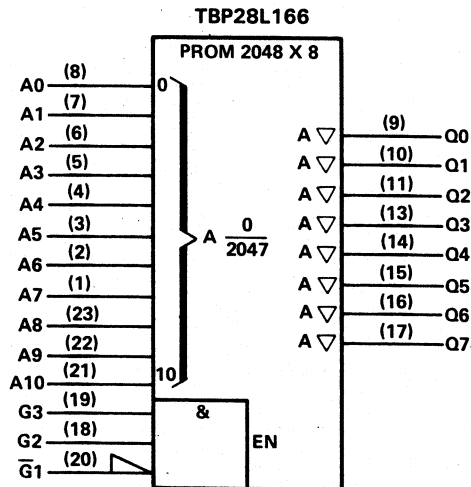 TBP28L166
PROM 2048 X 8
A0 (8) 0
A1 (7)
A2 (6)
A3 (5)
A4 (4)
A5 (3)
A6 (2)
A7 (1)
A8 (23)
A9 (22)
A10 (21) 10
G3 (19)
G2 (18)
G̅1 (20)
A 0
2047
&
EN
A ▽ (9) Q0
A ▽ (10) Q1
A ▽ (11) Q2
A ▽ (13) Q3
A ▽ (14) Q4
A ▽ (15) Q5
A ▽ (16) Q6
A ▽ (17) Q7